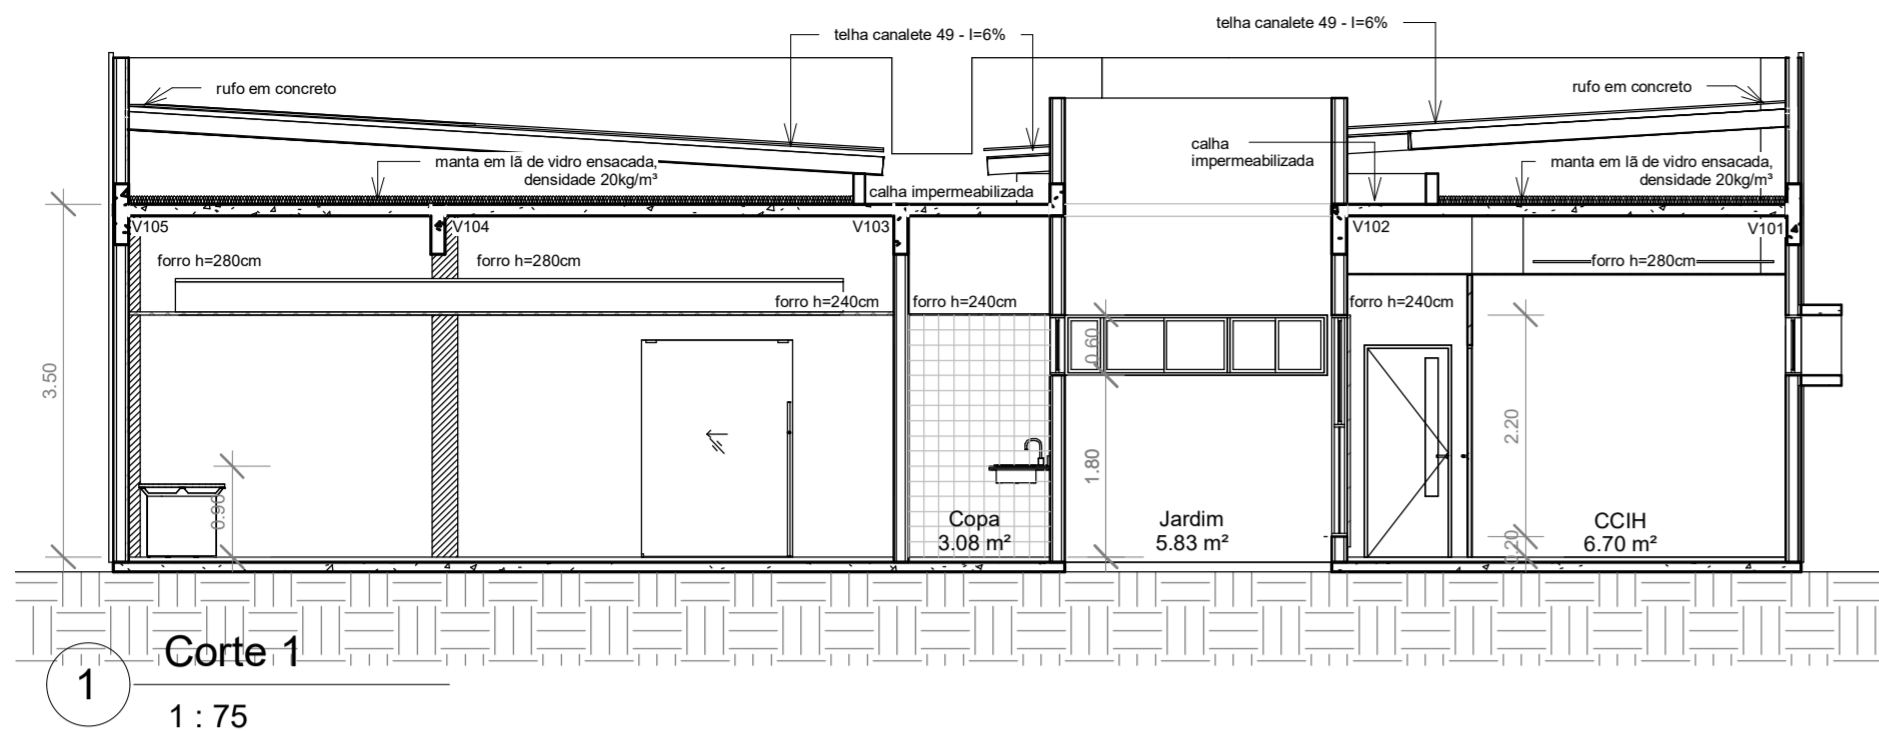 telha canalete 49 - I=6%
telha canalete 49 - I=6%
rufo em concreto
rufo em concreto
calha
impermeabilizada
manta em lã de vidro ensacada,
densidade 20kg/m³
manta em lã de vidro ensacada,
densidade 20kg/m³
calha impermeabilizada
V105
V104
V103
V102
V101
forro h=280cm
forro h=280cm
forro h=280cm
forro h=240cm
forro h=240cm
forro h=240cm
3.50
0.60
2.20
1.80
0.90
0.20
Copa
3.08 m²
Jardim
5.83 m²
CCIH
6.70 m²
1
Corte 1
1 : 75